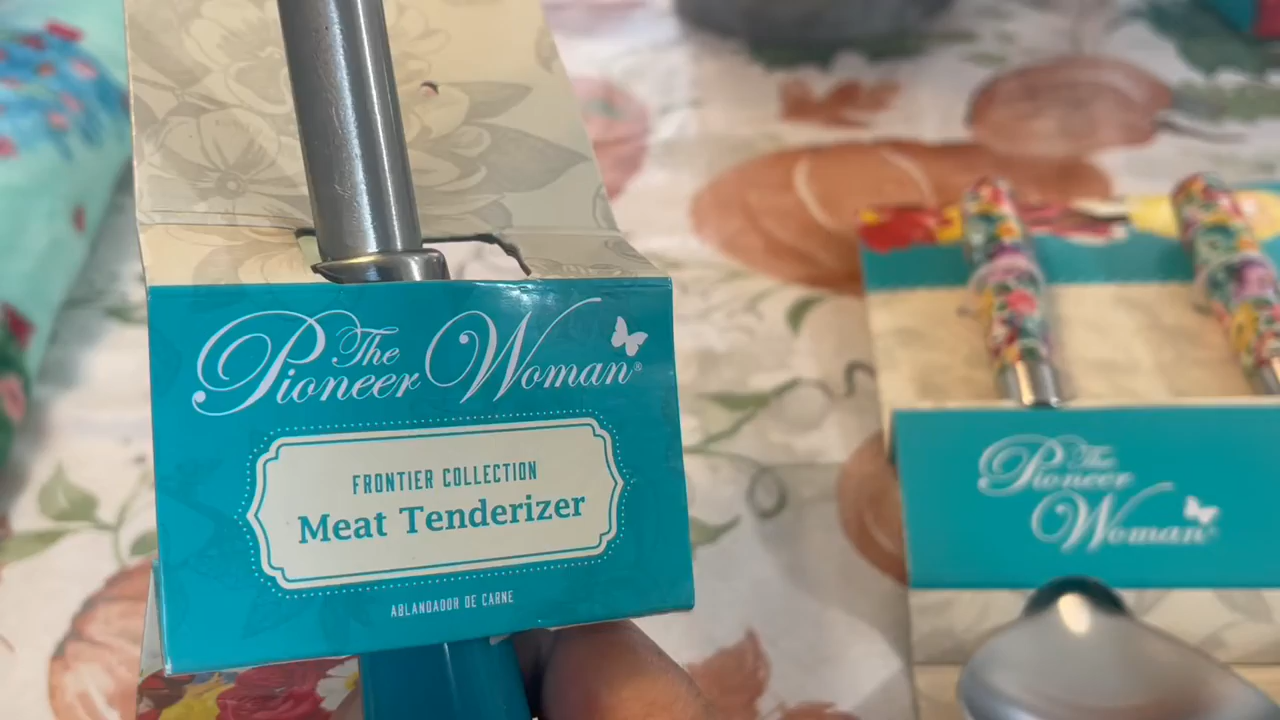 The
Pioneer Woman®
FRONTIER COLLECTION
Meat Tenderizer
ABLANDADOR DE CARNE
The
Pioneer
Woman®